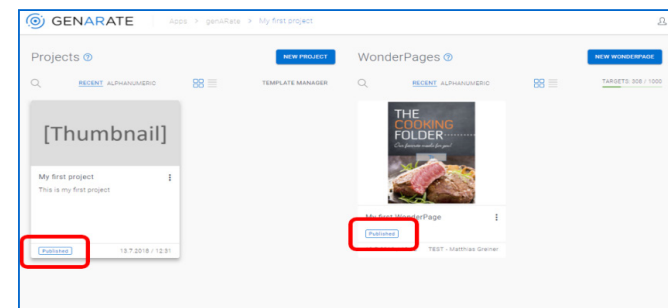 GENARATE
Apps > genARate > My first project
Projects
NEW PROJECT
RECENT ALPHANUMERIC
TEMPLATE MANAGER
[Thumbnail]
My first project
This is my first project
Published
13.7.2018 / 12:31
WonderPages
NEW WONDERPAGE
RECENT ALPHANUMERIC
TARGETS: 308 / 1000
THE
COOKING
FOLDER
My first WonderPage
Published
TEST - Matthias Greiner